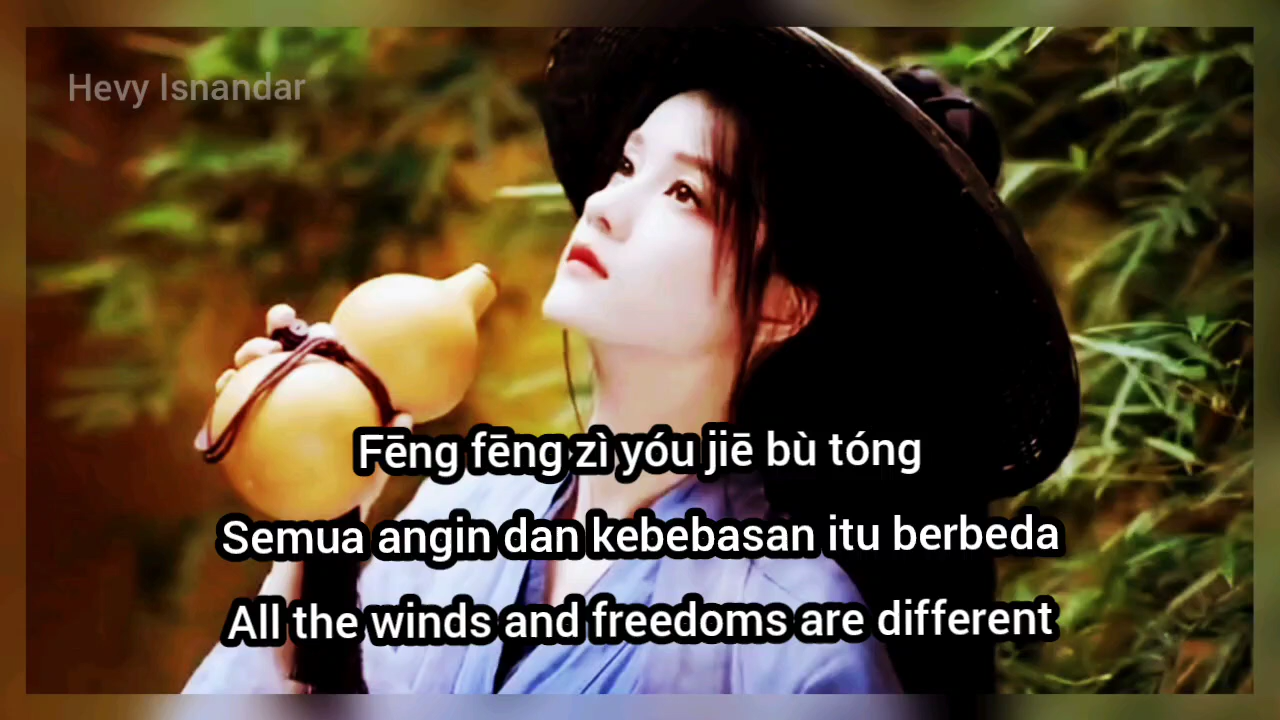 Hevy Isnandar
Fēng fēng zì yóu jiē bù tóng
Semua angin dan kebebasan itu berbeda
All the winds and freedoms are different